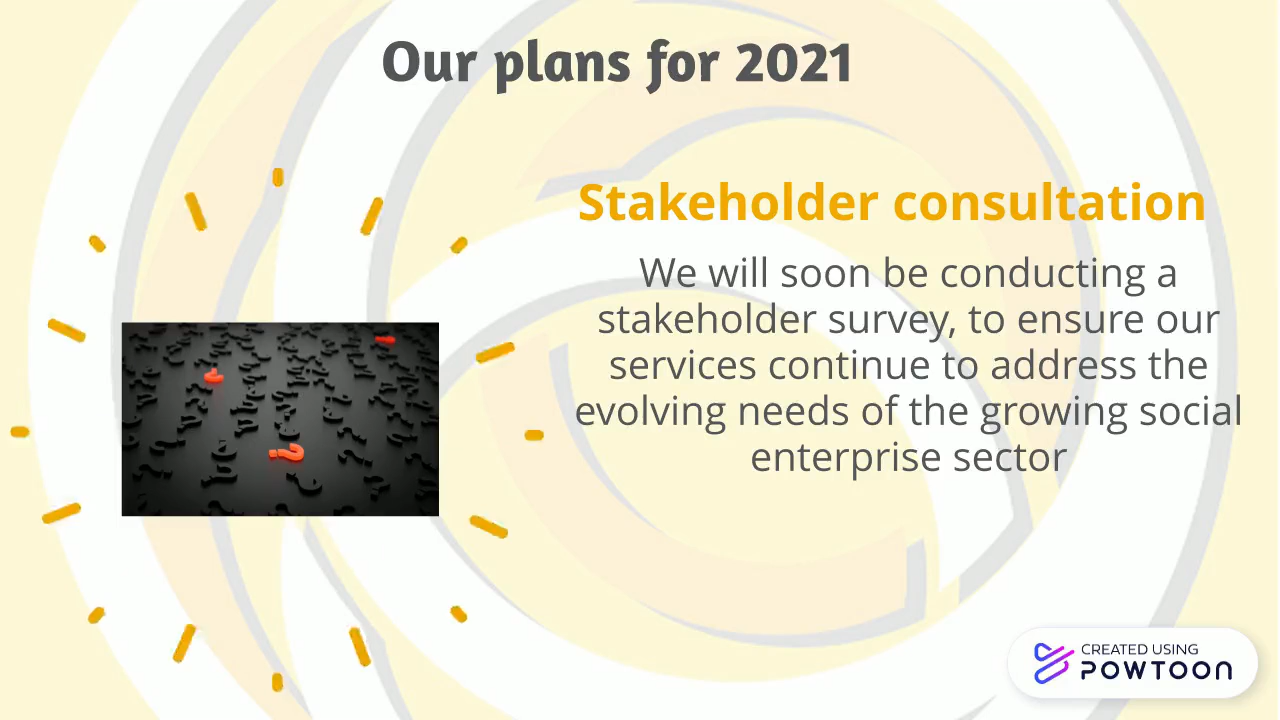 Our plans for 2021
Stakeholder consultation
We will soon be conducting a
stakeholder survey, to ensure our
services continue to address the
evolving needs of the growing social
enterprise sector
CREATED USING
POWTOON